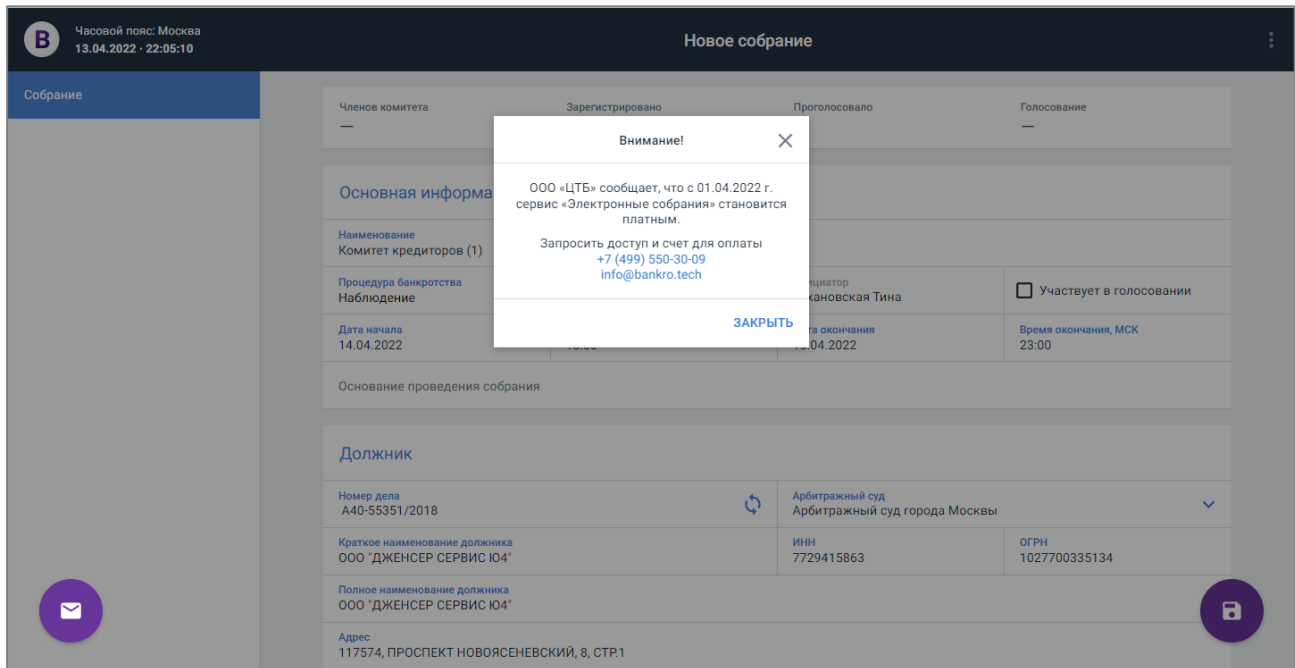 B
Часовой пояс: Москва
13.04.2022 · 22:05:10
Новое собрание
Собрание
Членов комитета
Зарегистрировано
Проголосовало
Голосование
—
—
Внимание!
ООО «ЦТБ» сообщает, что с 01.04.2022 г.
сервис «Электронные собрания» становится
платным.
Запросить доступ и счет для оплаты
+7 (499) 550-30-09
info@bankro.tech
ЗАКРЫТЬ
Основная информа
Наименование
Комитет кредиторов (1)
Процедура банкротства
Наблюдение
Тина
Участвует в голосовании
Дата начала
14.04.2022
окончания
.04.2022
Время окончания, МСК
23:00
Основание проведения собрания
Должник
Номер дела
А40-55351/2018
Арбитражный суд
Арбитражный суд города Москвы
Краткое наименование должника
ООО "ДЖЕНСЕР СЕРВИС Ю4"
ИНН
7729415863
ОГРН
1027700335134
Полное наименование должника
ООО "ДЖЕНСЕР СЕРВИС Ю4"
Адрес
117574, ПРОСПЕКТ НОВОЯСЕНЕВСКИЙ, 8, СТР.1